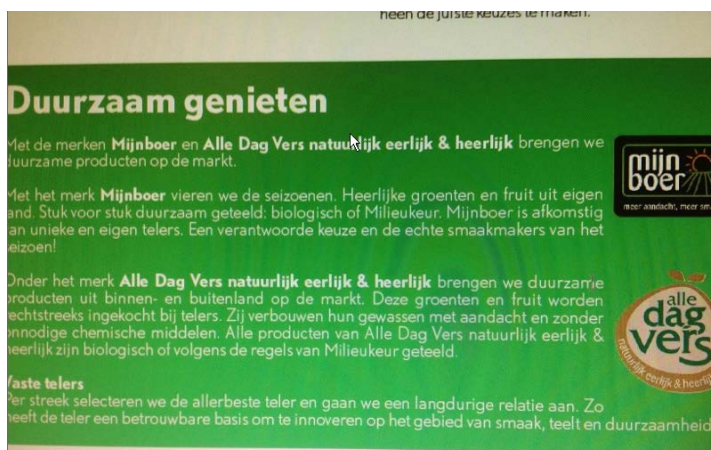 heen de juiste keuzes te maken.
Duurzaam genieten
Met de merken Mijnboer en Alle Dag Vers natuurlijk eerlijk & heerlijk brengen we
duurzame producten op de markt.
Met het merk Mijnboer vieren we de seizoenen. Heerlijke groenten en fruit uit eigen
land. Stuk voor stuk duurzaam geteeld: biologisch of Milieukeur. Mijnboer is afkomstig
van unieke en eigen telers. Een verantwoorde keuze en de echte smaakmakers van het
seizoen!
Onder het merk Alle Dag Vers natuurlijk eerlijk & heerlijk brengen we duurzame
producten uit binnen- en buitenland op de markt. Deze groenten en fruit worden
rechtstreeks ingekocht bij telers. Zij verbouwen hun gewassen met aandacht en zonder
onnodige chemische middelen. Alle producten van Alle Dag Vers natuurlijk eerlijk &
heerlijk zijn biologisch of volgens de regels van Milieukeur geteeld.
Vaste telers
Per streek selecteren we de allerbeste teler en gaan we een langdurige relatie aan. Zo
heeft de teler een betrouwbare basis om te innoveren op het gebied van smaak, teelt en duurzaamheid
mijn
boer
meer aandacht, meer sm
alle
dag
vers
natuurlijk eerlijk & heerlij